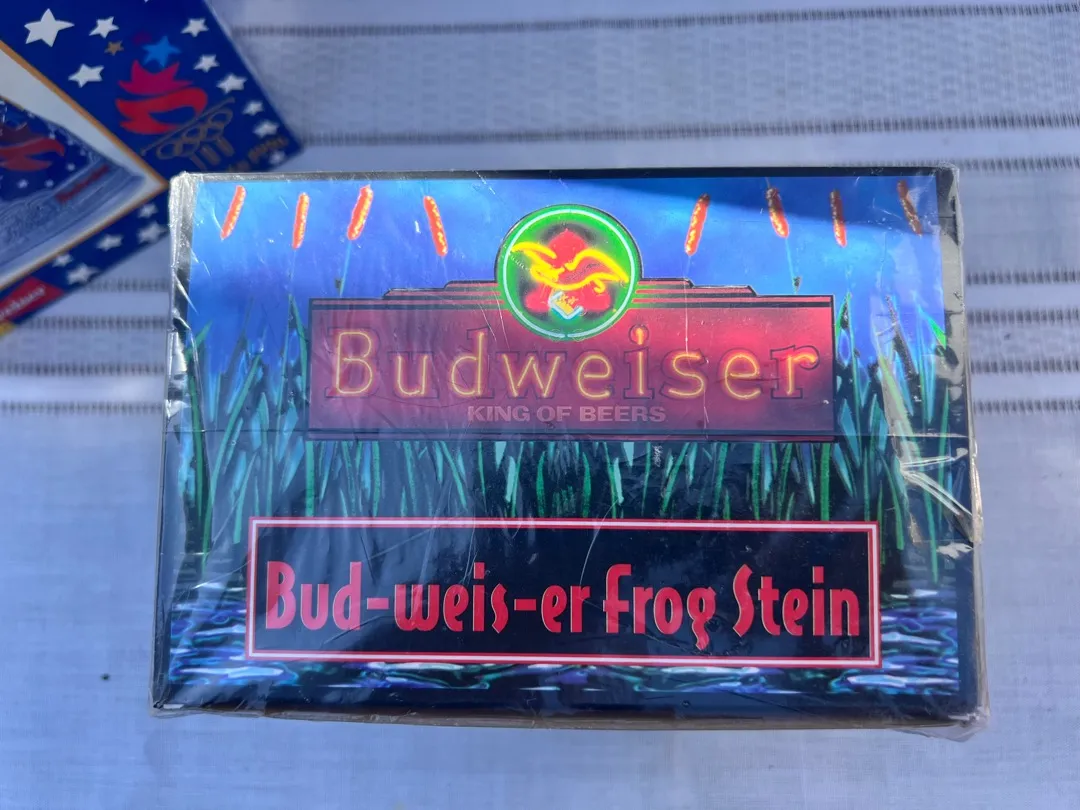 Budweiser
KING OF BEERS
Bud-weis-er Frog Stein